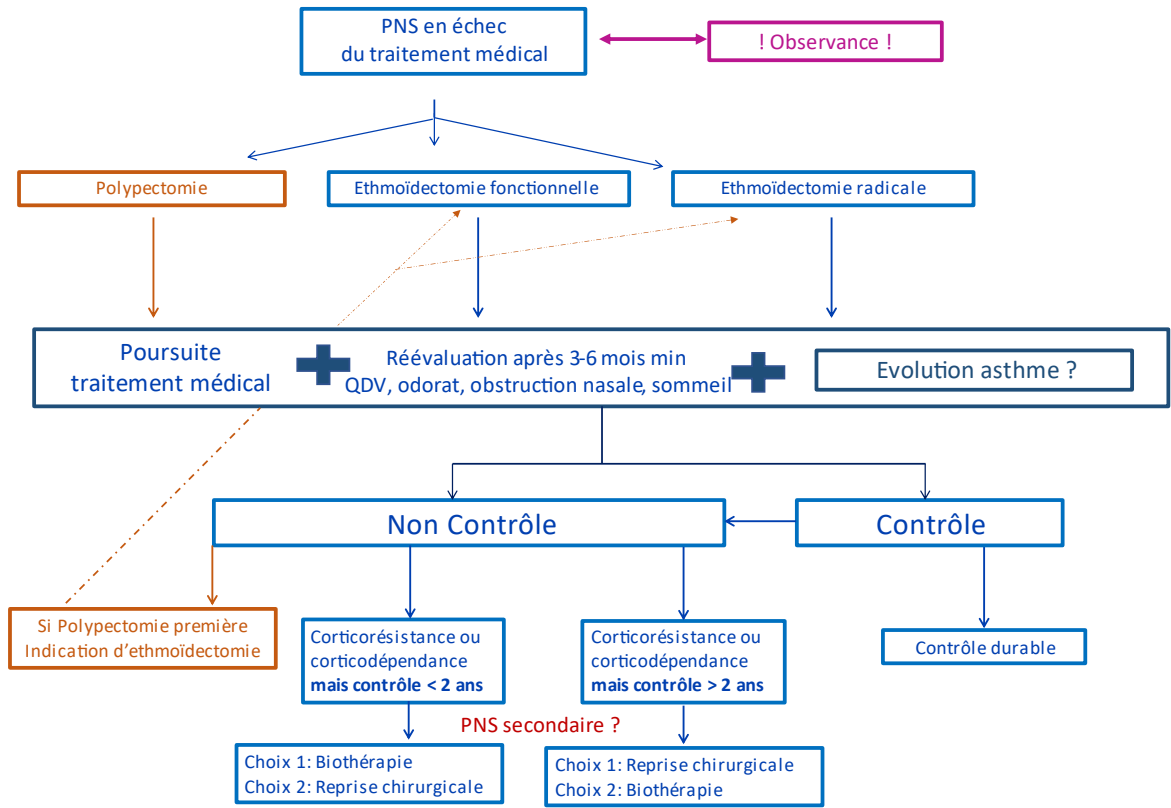 PNS en échec
du traitement médical
! Observance !
Polypectomie
Ethmoïdectomie fonctionnelle
Ethmoïdectomie radicale
Poursuite
traitement médical
Réévaluation après 3-6 mois min
QDV, odorat, obstruction nasale, sommeil
Evolution asthme ?
Non Contrôle
Contrôle
Si Polypectomie première
Indication d'ethmoïdectomie
Corticorésistance ou
corticodépendance
mais contrôle < 2 ans
Corticorésistance ou
corticodépendance
mais contrôle > 2 ans
Contrôle durable
PNS secondaire ?
Choix 1: Biothérapie
Choix 2: Reprise chirurgicale
Choix 1: Reprise chirurgicale
Choix 2: Biothérapie